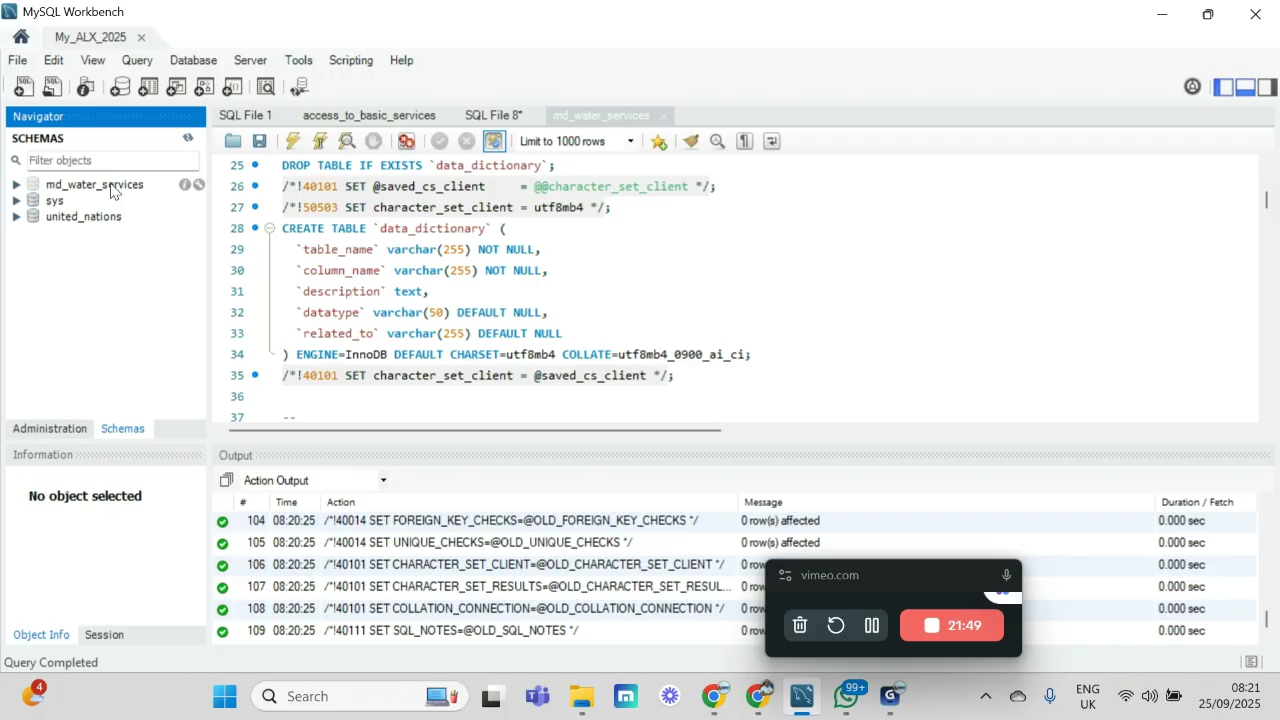 MySQL Workbench
My_ALX_2025
File Edit View Query Database Server Tools Scripting Help
Navigator
SCHEMAS
Filter objects
md_water_services
sys
united_nations
Administration Schemas
Information
No object selected
Object Info Session
Query Completed
SQL File 1 access_to_basic_services SQL File 8* md_water_services
Limit to 1000 rows
25 DROP TABLE IF EXISTS `data_dictionary`;
26 /*!40101 SET @saved_cs_client = @@character_set_client */;
27 /*!50503 SET character_set_client = utf8mb4 */;
28 CREATE TABLE `data_dictionary` (
29 `table_name` varchar(255) NOT NULL,
30 `column_name` varchar(255) NOT NULL,
31 `description` text,
32 `datatype` varchar(50) DEFAULT NULL,
33 `related_to` varchar(255) DEFAULT NULL
34 ) ENGINE=InnoDB DEFAULT CHARSET=utf8mb4 COLLATE=utf8mb4_0900_ai_ci;
35 /*!40101 SET character_set_client = @saved_cs_client */;
36
37 --
Output
Action Output
# Time Action Message Duration / Fetch
104 08:20:25 /*!40014 SET FOREIGN_KEY_CHECKS=@OLD_FOREIGN_KEY_CHECKS */ 0 row(s) affected 0.000 sec
105 08:20:25 /*!40014 SET UNIQUE_CHECKS=@OLD_UNIQUE_CHECKS */ 0 row(s) affected 0.000 sec
106 08:20:25 /*!40101 SET CHARACTER_SET_CLIENT=@OLD_CHARACTER_SET_CLIENT */ 0 row 0.000 sec
107 08:20:25 /*!40101 SET CHARACTER_SET_RESULTS=@OLD_CHARACTER_SET_RESUL... 0 row 0.000 sec
108 08:20:25 /*!40101 SET COLLATION_CONNECTION=@OLD_COLLATION_CONNECTION */ 0 row 0.000 sec
109 08:20:25 /*!40111 SET SQL_NOTES=@OLD_SQL_NOTES */ 0 row 0.000 sec
vimeo.com
21:49
4
Search
99+
ENG
UK
08:21
25/09/2025